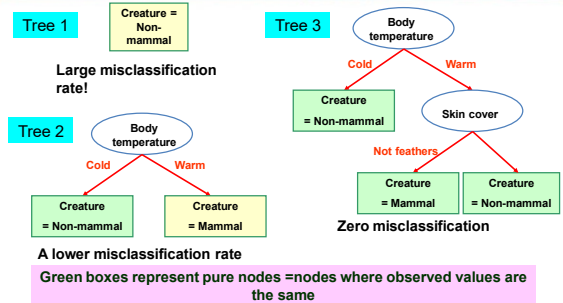 Tree 1
Creature =
Non-
mammal
Large misclassification
rate!
Tree 2
Body
temperature
Cold
Warm
Creature
= Non-mammal
Creature
= Mammal
A lower misclassification rate
Tree 3
Body
temperature
Cold
Warm
Creature
= Non-mammal
Skin cover
Not feathers
Creature
= Mammal
Creature
= Non-mammal
Zero misclassification
Green boxes represent pure nodes =nodes where observed values are
the same